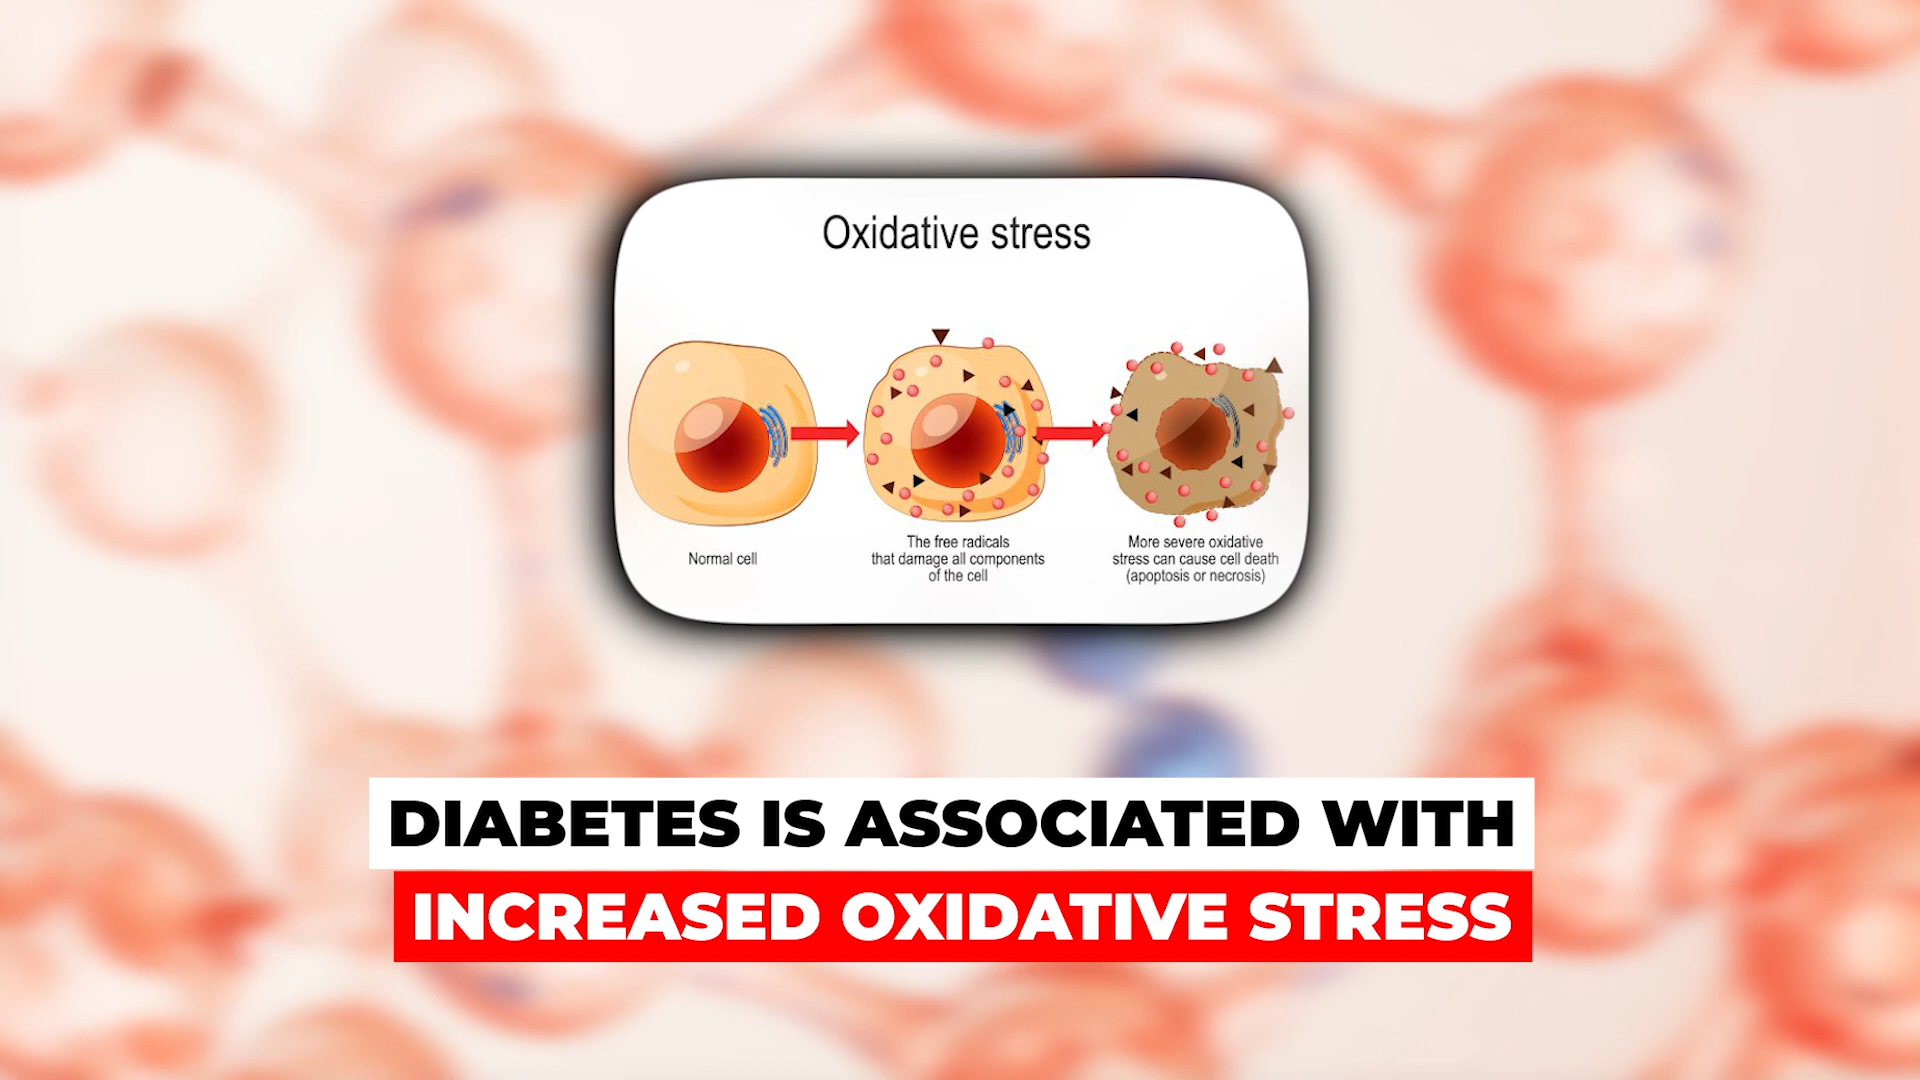 Oxidative stress
Normal cell
The free radicals
that damage all components
of the cell
More severe oxidative
stress can cause cell death
(apoptosis or necrosis)
DIABETES IS ASSOCIATED WITH
INCREASED OXIDATIVE STRESS